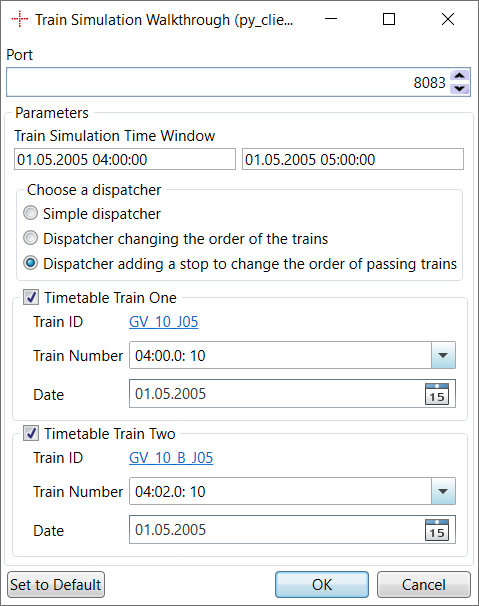 Train Simulation Walkthrough (py_clie...
Port
8083
Parameters
Train Simulation Time Window
01.05.2005 04:00:00 01.05.2005 05:00:00
Choose a dispatcher
Simple dispatcher
Dispatcher changing the order of the trains
Dispatcher adding a stop to change the order of passing trains
Timetable Train One
Train ID GV_10_J05
Train Number 04:00.0: 10
Date 01.05.2005 15
Timetable Train Two
Train ID GV_10_B_J05
Train Number 04:02.0: 10
Date 01.05.2005 15
Set to Default OK Cancel